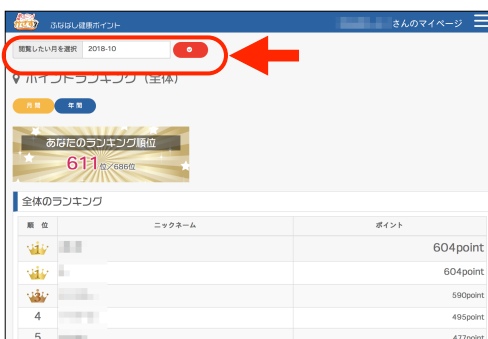 ふなばし健康ポイント
さんのマイページ
閲覧したい月を選択 2018-10
ポイントランキング（全体）
月間 年間
あなたのランキング順位
611位／686位
全体のランキング
順 位 ニックネーム ポイント
1 604point
1 604point
3 590point
4 495point
5 477point